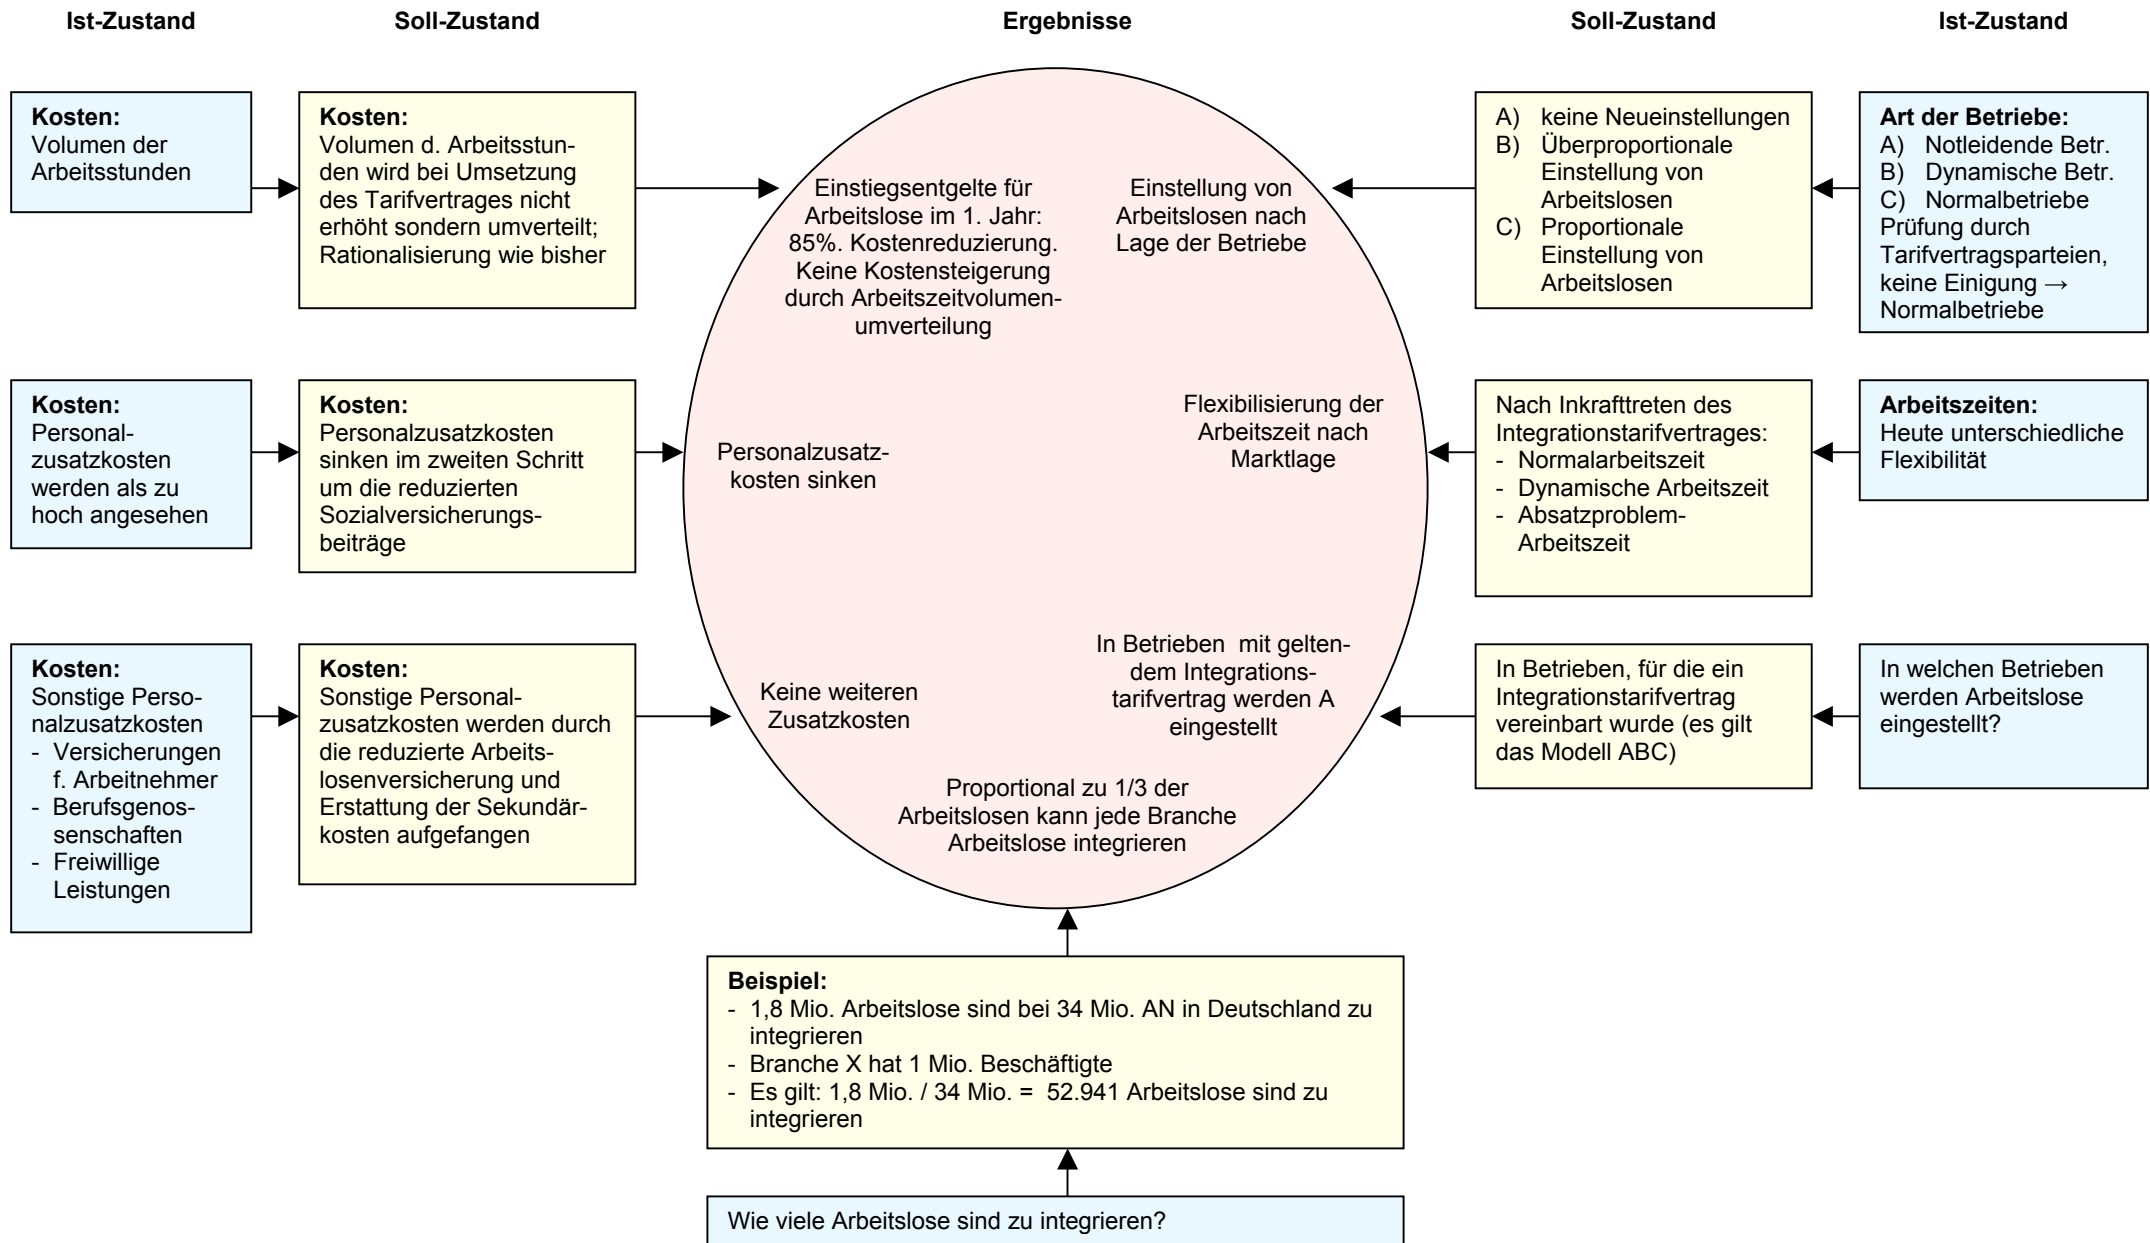 Ist-Zustand
Soll-Zustand
Ergebnisse
Soll-Zustand
Ist-Zustand
Kosten:
Volumen der
Arbeitsstunden
Kosten:
Volumen d. Arbeitsstun-
den wird bei Umsetzung
des Tarifvertrages nicht
erhöht sondern umverteilt;
Rationalisierung wie bisher
Einstiegsentgelte für
Arbeitslose im 1. Jahr:
85%. Kostenreduzierung.
Keine Kostensteigerung
durch Arbeitszeitvolumen-
umverteilung
Einstellung von
Arbeitslosen nach
Lage der Betriebe
A) keine Neueinstellungen
B) Überproportionale
Einstellung von
Arbeitslosen
C) Proportionale
Einstellung von
Arbeitslosen
Art der Betriebe:
A) Notleidende Betr.
B) Dynamische Betr.
C) Normalbetriebe
Prüfung durch
Tarifvertragsparteien,
keine Einigung →
Normalbetriebe
Kosten:
Personal-
zusatzkosten
werden als zu
hoch angesehen
Kosten:
Personalzusatzkosten
sinken im zweiten Schritt
um die reduzierten
Sozialversicherungs-
beiträge
Personalzusatz-
kosten sinken
Flexibilisierung der
Arbeitszeit nach
Marktlage
Nach Inkrafttreten des
Integrationstarifvertrages:
- Normalarbeitszeit
- Dynamische Arbeitszeit
- Absatzproblem-
Arbeitszeit
Arbeitszeiten:
Heute unterschiedliche
Flexibilität
Kosten:
Sonstige Perso-
nalzusatzkosten
- Versicherungen
f. Arbeitnehmer
- Berufsgenos-
senschaften
- Freiwillige
Leistungen
Kosten:
Sonstige Personal-
zusatzkosten werden durch
die reduzierte Arbeits-
losenversicherung und
Erstattung der Sekundär-
kosten aufgefangen
Keine weiteren
Zusatzkosten
In Betrieben mit gelten-
dem Integrations-
tarifvertrag werden A
eingestellt
In Betrieben, für die ein
Integrationstarifvertrag
vereinbart wurde (es gilt
das Modell ABC)
In welchen Betrieben
werden Arbeitslose
eingestellt?
Proportional zu 1/3 der
Arbeitslosen kann jede Branche
Arbeitslose integrieren
Beispiel:
- 1,8 Mio. Arbeitslose sind bei 34 Mio. AN in Deutschland zu
integrieren
- Branche X hat 1 Mio. Beschäftigte
- Es gilt: 1,8 Mio. / 34 Mio. = 52.941 Arbeitslose sind zu
integrieren
Wie viele Arbeitslose sind zu integrieren?